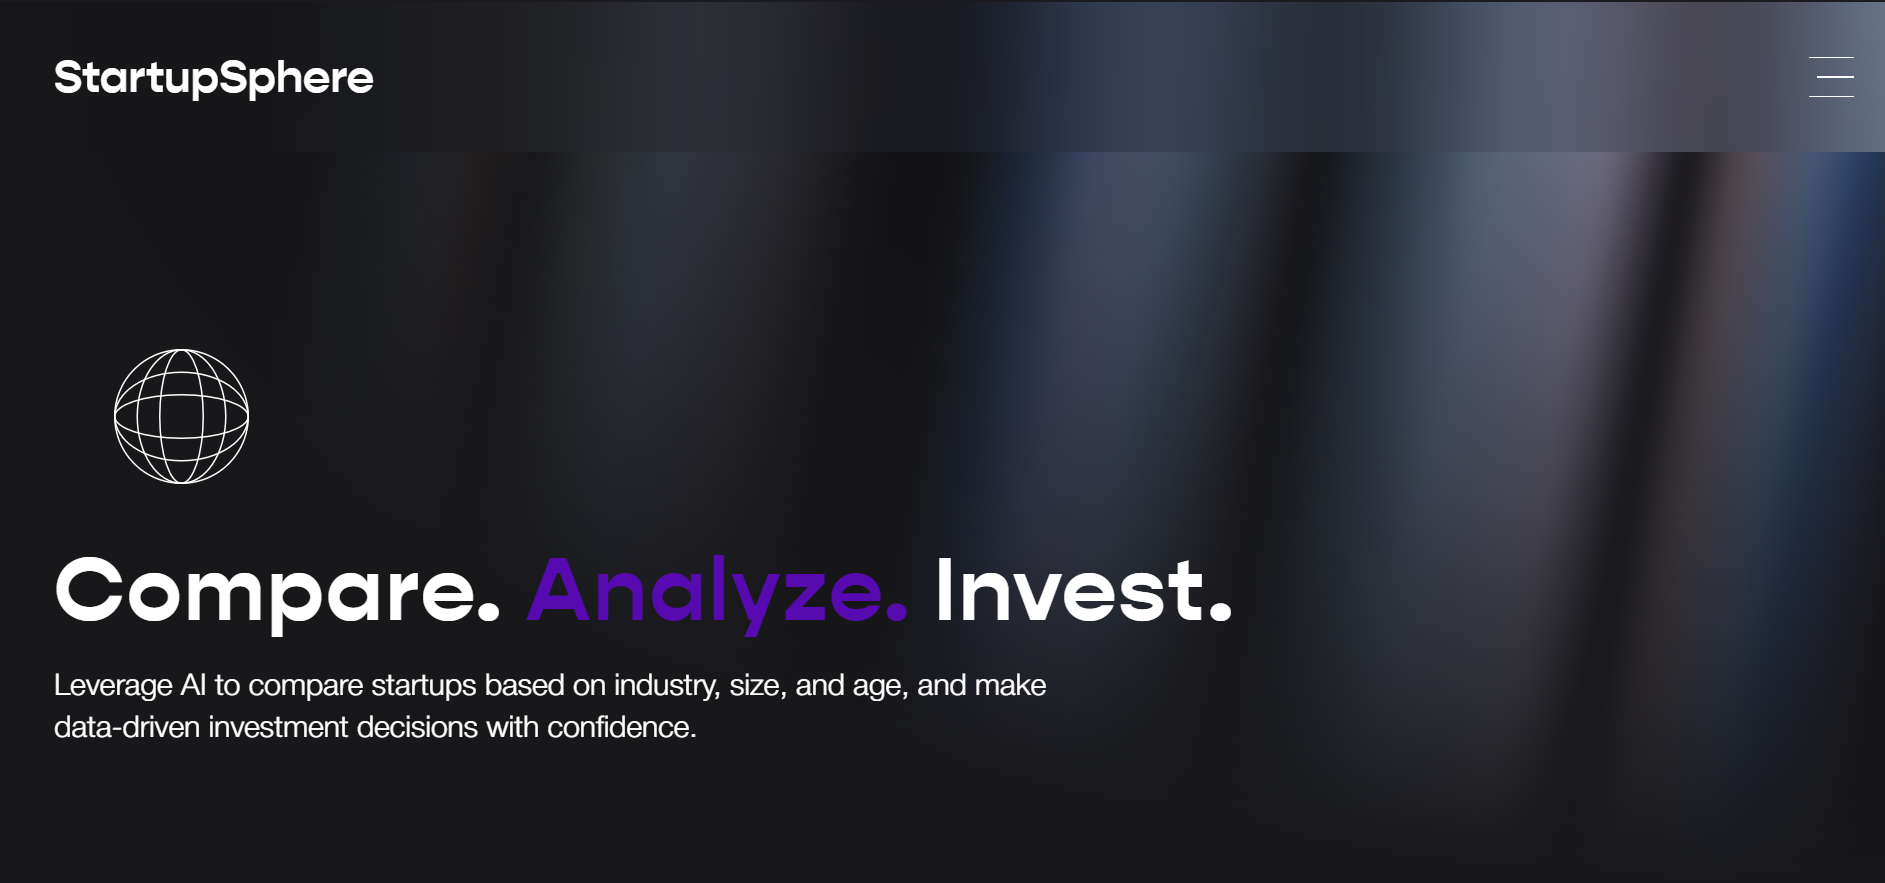 StartupSphere
Compare. Analyze. Invest.
Leverage AI to compare startups based on industry, size, and age, and make
data-driven investment decisions with confidence.